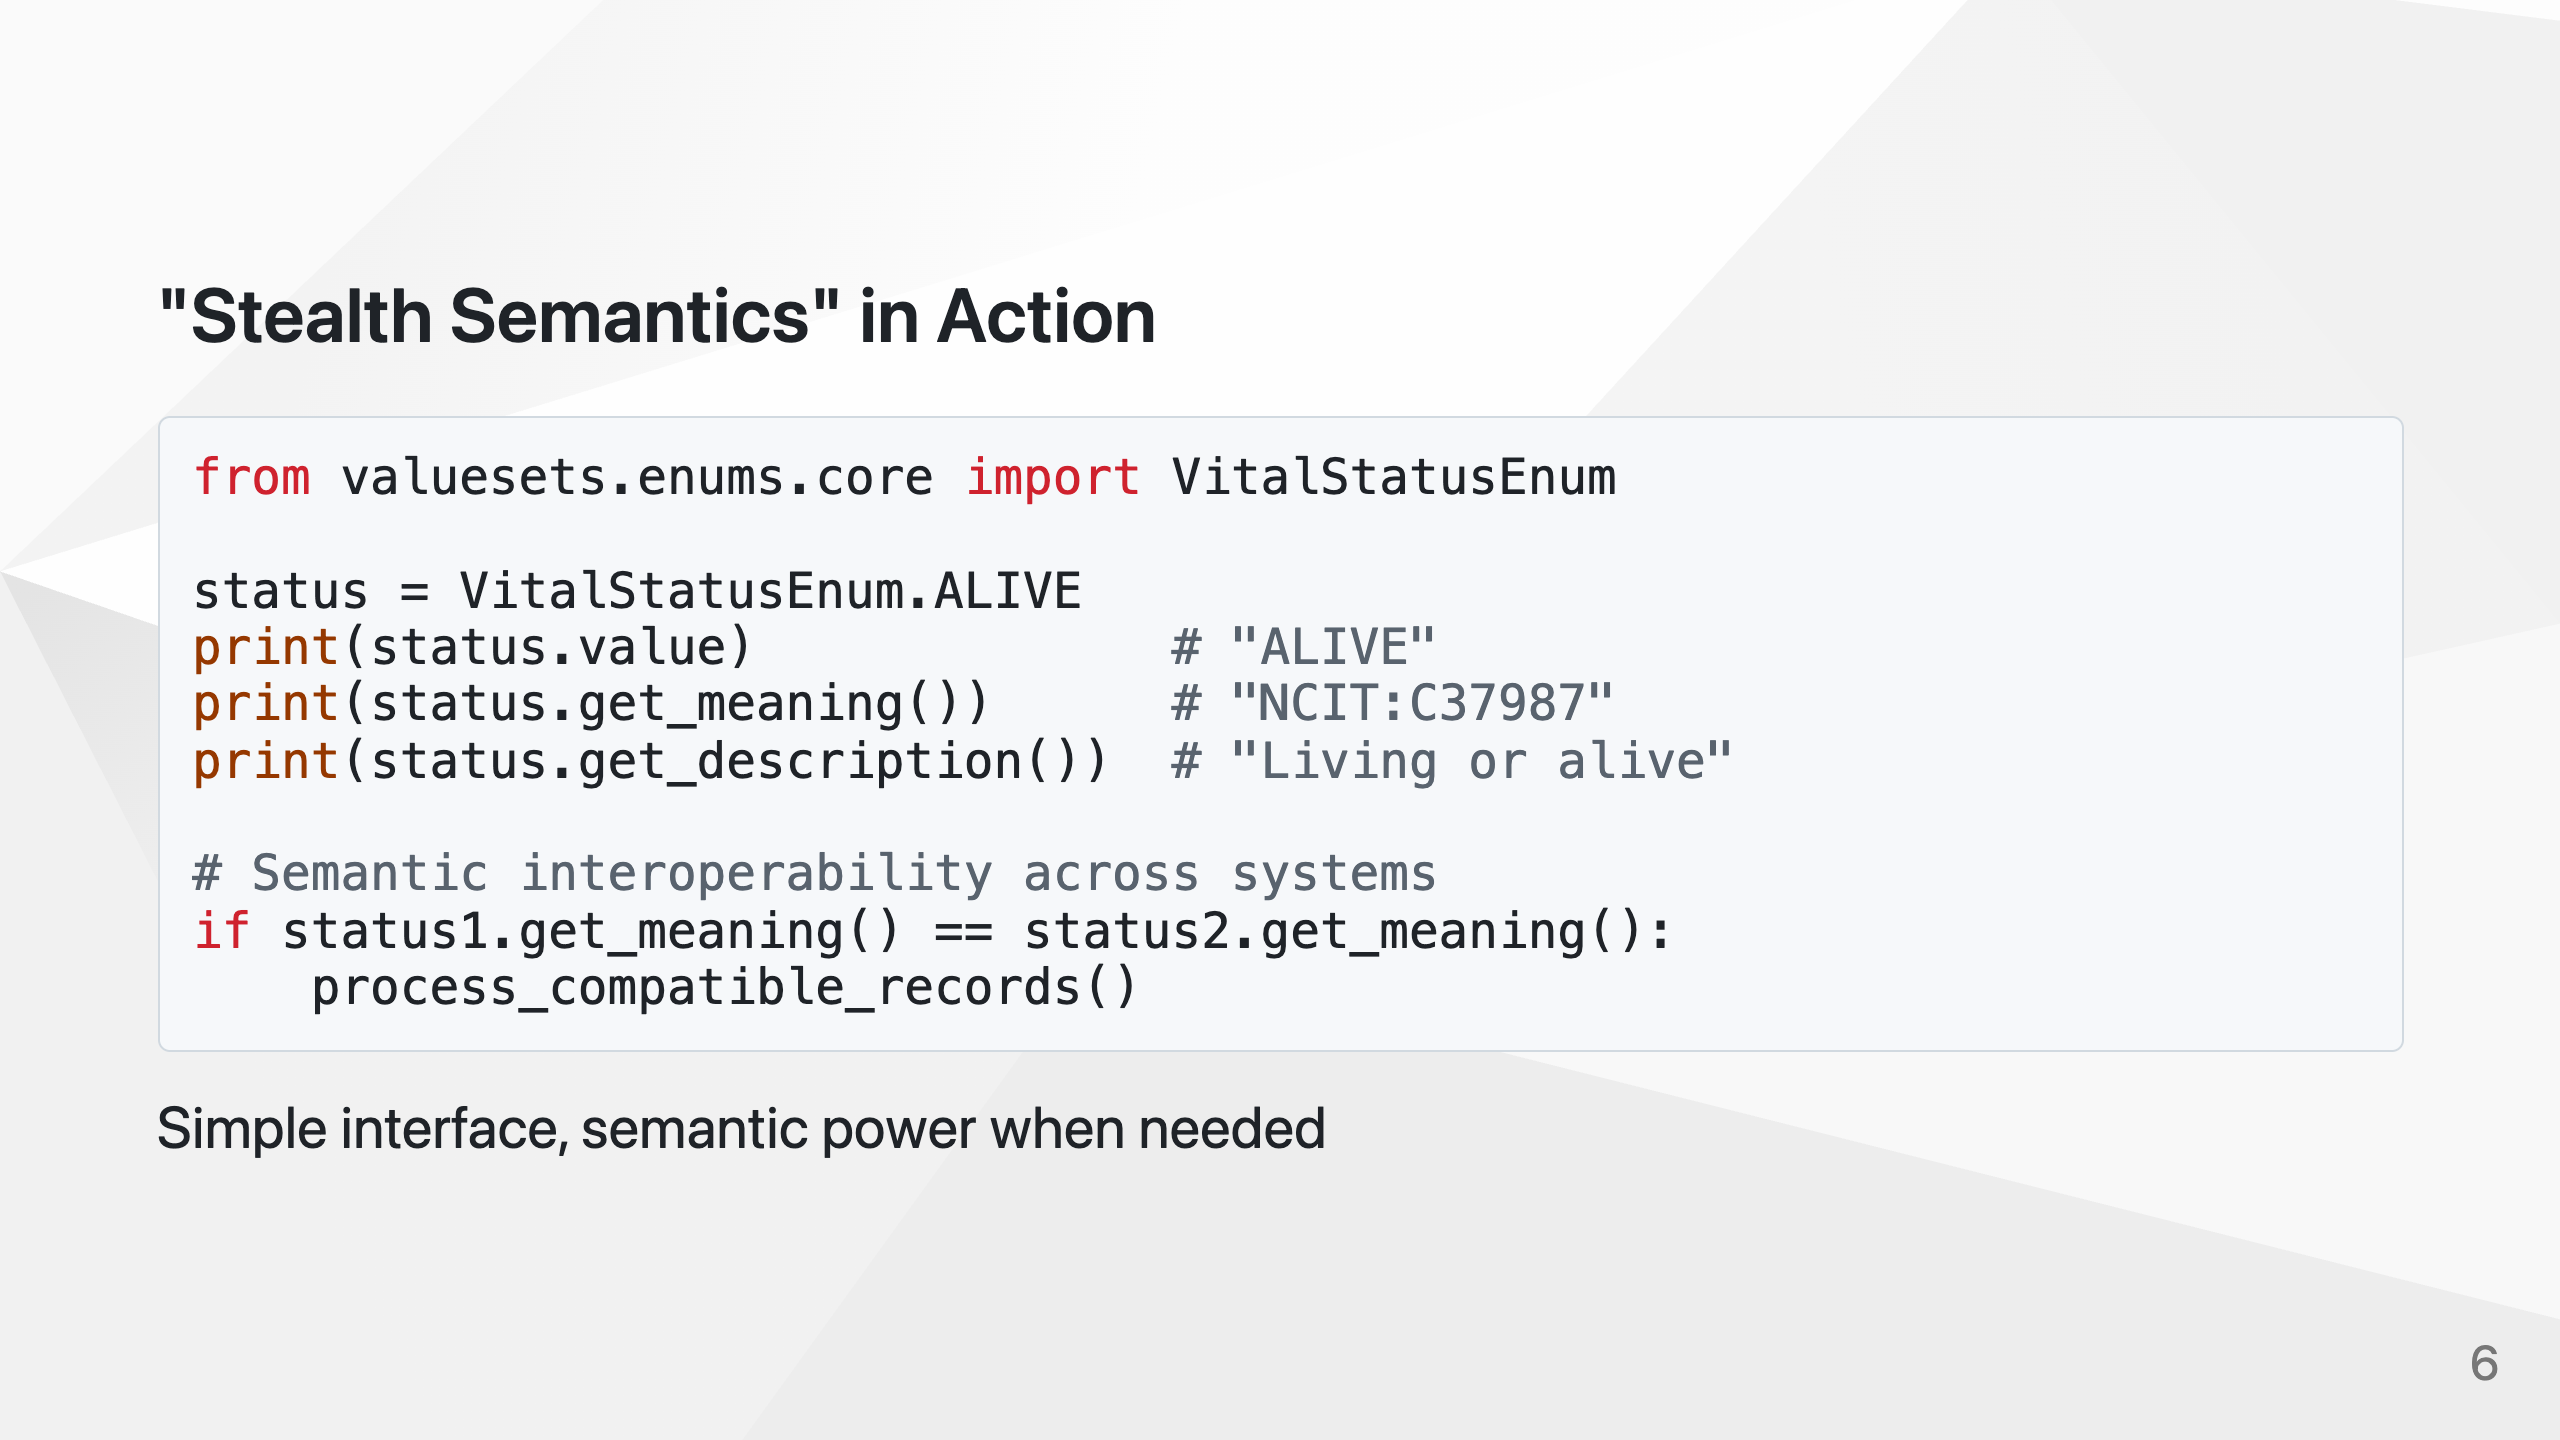 "Stealth Semantics" in Action
from valuesets.enums.core import VitalStatusEnum
status = VitalStatusEnum.ALIVE
print(status.value)              # "ALIVE"
print(status.get_meaning())      # "NCIT:C37987"
print(status.get_description())  # "Living or alive"
# Semantic interoperability across systems
if status1.get_meaning() == status2.get_meaning():
    process_compatible_records()
Simple interface, semantic power when needed
6